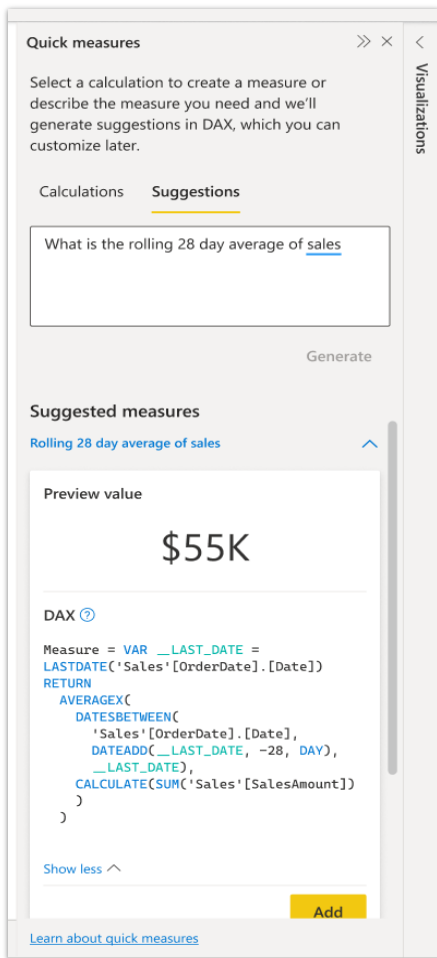 Quick measures
Visualizations
Select a calculation to create a measure or
describe the measure you need and we'll
generate suggestions in DAX, which you can
customize later.
Calculations Suggestions
What is the rolling 28 day average of sales
Generate
Suggested measures
Rolling 28 day average of sales
Preview value
$55K
DAX ?
Measure = VAR __LAST_DATE =
LASTDATE('Sales'[OrderDate].[Date])
RETURN
AVERAGEX(
DATESBETWEEN(
'Sales'[OrderDate].[Date],
DATEADD(__LAST_DATE, -28, DAY),
__LAST_DATE),
CALCULATE(SUM('Sales'[SalesAmount])
)
)
Show less
Add
Learn about quick measures